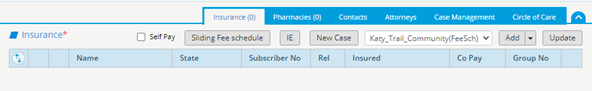 Insurance (0) Pharmacies (0) Contacts Attorneys Case Management Circle of Care
Insurance* Self Pay Sliding Fee schedule IE New Case Katy_Trail_Community(FeeSch) Add Update
Name State Subscriber No Rel Insured Co Pay Group No